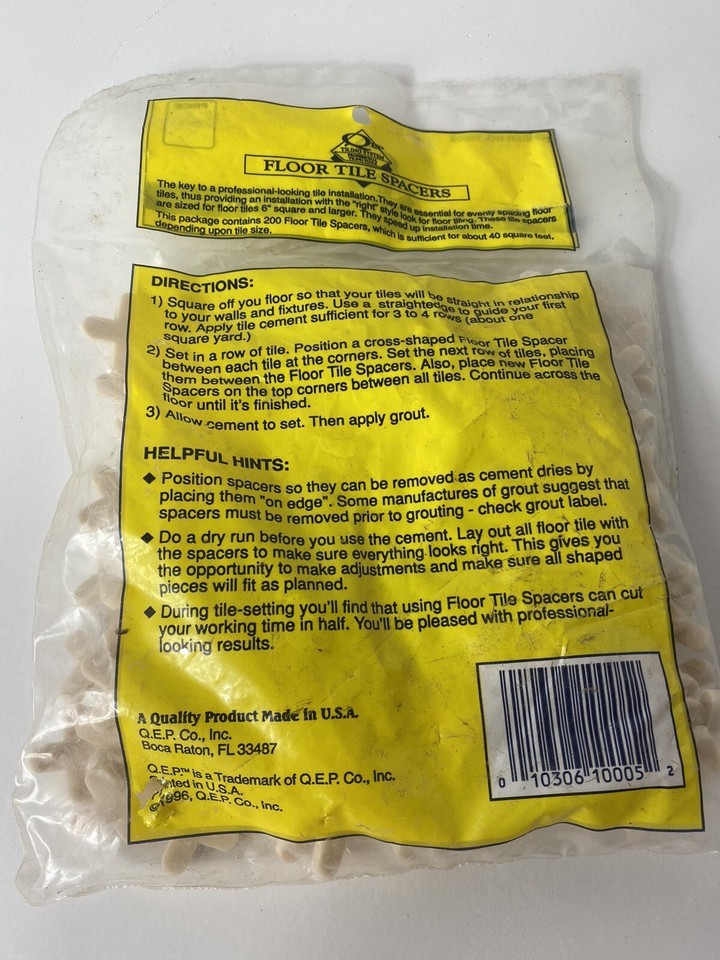 QEP
TILING SYSTEM
FLOOR TILE SPACERS
The key to a professional-looking tile installation.They are essential for evenly spacing floor
tiles, thus providing an installation with the "right" style look for floor tiling. These tile spacers
are sized for floor tiles 6" square and larger. They speed up installation time.
This package contains 200 Floor Tile Spacers, which is sufficient for about 40 square feet,
depending upon tile size.
DIRECTIONS:
1) Square off you floor so that your tiles will be straight in relationship
to your walls and fixtures. Use a straightedge to guide your first
row. Apply tile cement sufficient for 3 to 4 rows (about one
square yard.)
2) Set in a row of tile. Position a cross-shaped Floor Tile Spacer
between each tile at the corners. Set the next row of tiles, placing
them between the Floor Tile Spacers. Also, place new Floor Tile
Spacers on the top corners between all tiles. Continue across the
floor until it's finished.
3) Allow cement to set. Then apply grout.
HELPFUL HINTS:
◆ Position spacers so they can be removed as cement dries by
placing them "on edge". Some manufactures of grout suggest that
spacers must be removed prior to grouting - check grout label.
◆ Do a dry run before you use the cement. Lay out all floor tile with
the spacers to make sure everything looks right. This gives you
the opportunity to make adjustments and make sure all shaped
pieces will fit as planned.
◆ During tile-setting you'll find that using Floor Tile Spacers can cut
your working time in half. You'll be pleased with professional-
looking results.
A Quality Product Made in U.S.A.
Q.E.P. Co., Inc.
Boca Raton, FL 33487
Q.E.P.™ is a Trademark of Q.E.P. Co., Inc.
Printed in U.S.A.
©1996, Q.E.P. Co., Inc.
0 10306 10005 2